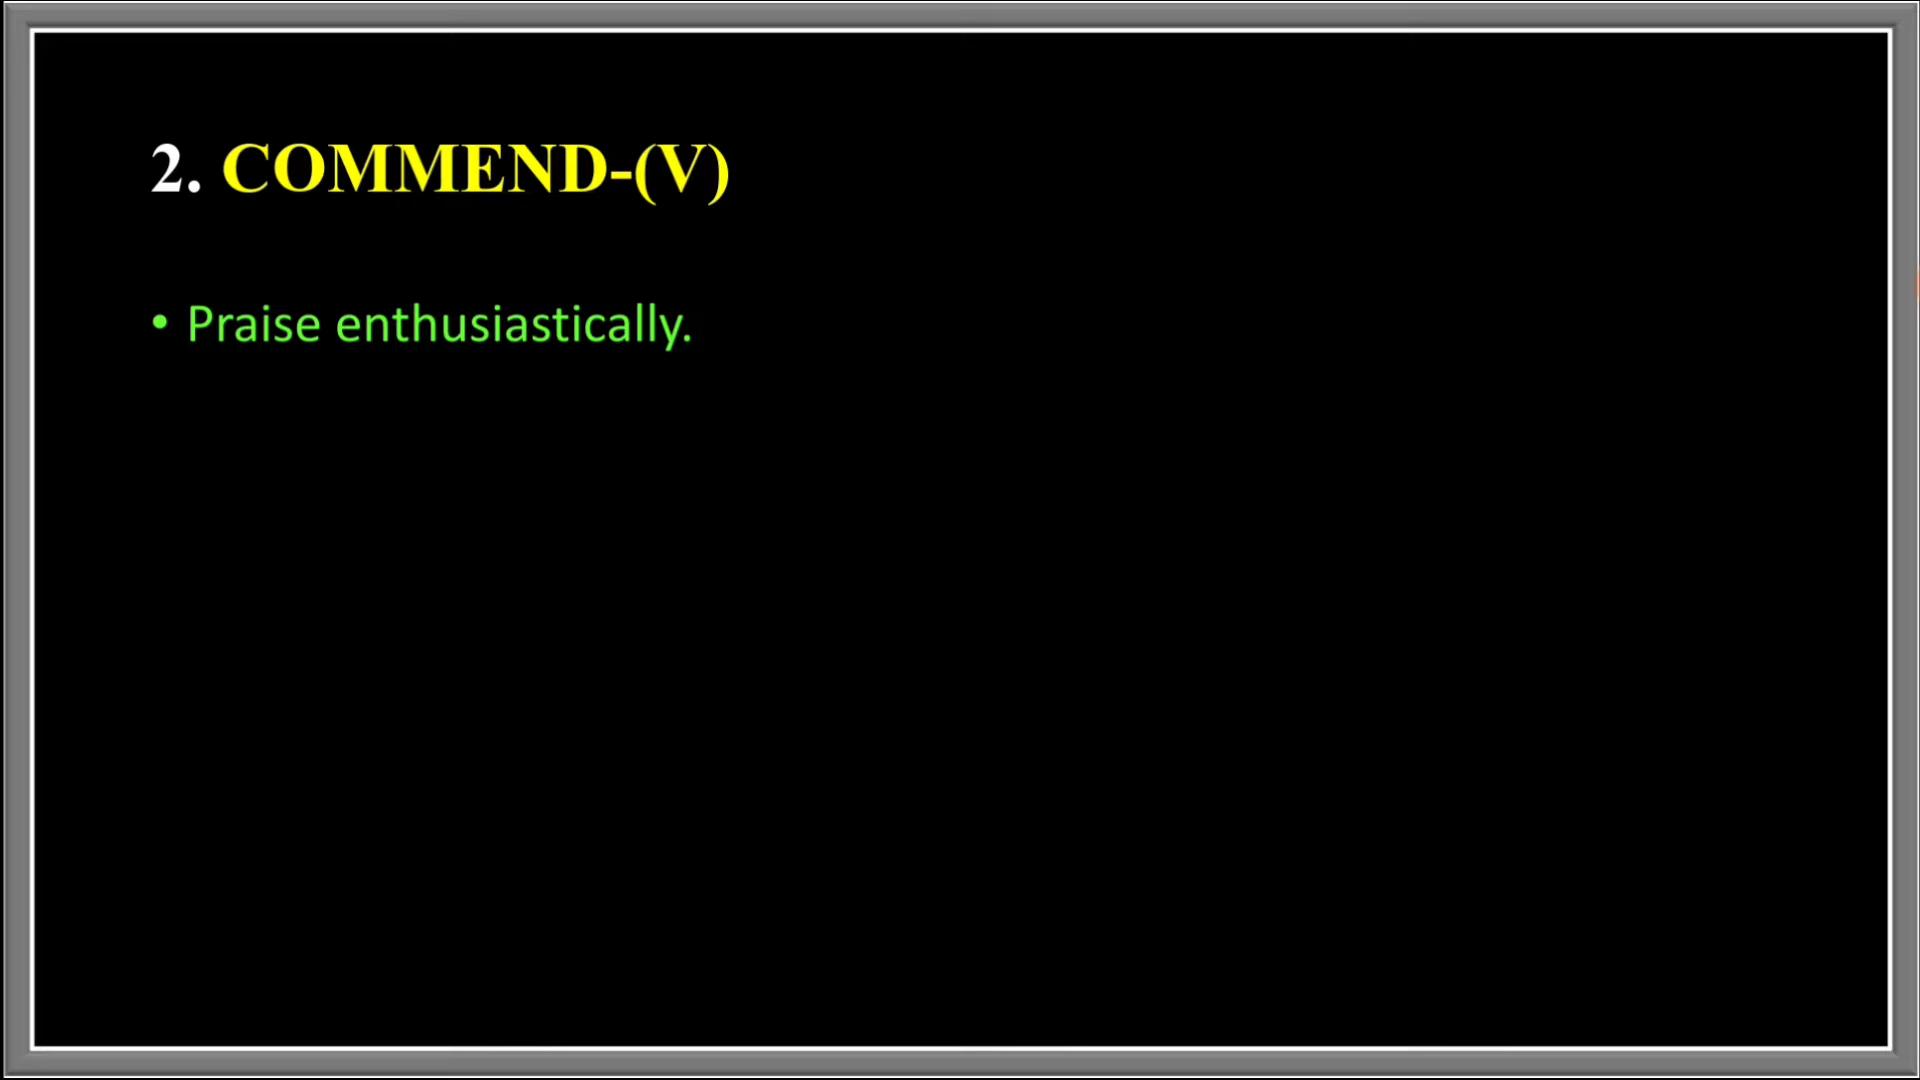 2. COMMEND-(V)
• Praise enthusiastically.